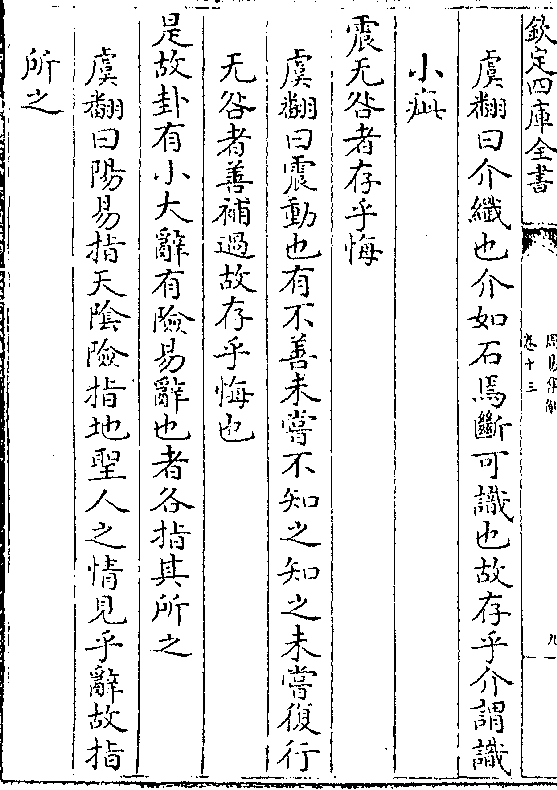 欽定四庫全書
周易集解
卷十三
九
虞翻曰介纖也介如石焉斷可識也故存乎介謂識
小疵
震无咎者存乎悔
虞翻曰震動也有不善未嘗不知之知之未嘗復行
无咎者善補過故存乎悔也
是故卦有小大辭有險易辭也者各指其所之
虞翻曰陽易指天陰險指地聖人之情見乎辭故指
所之